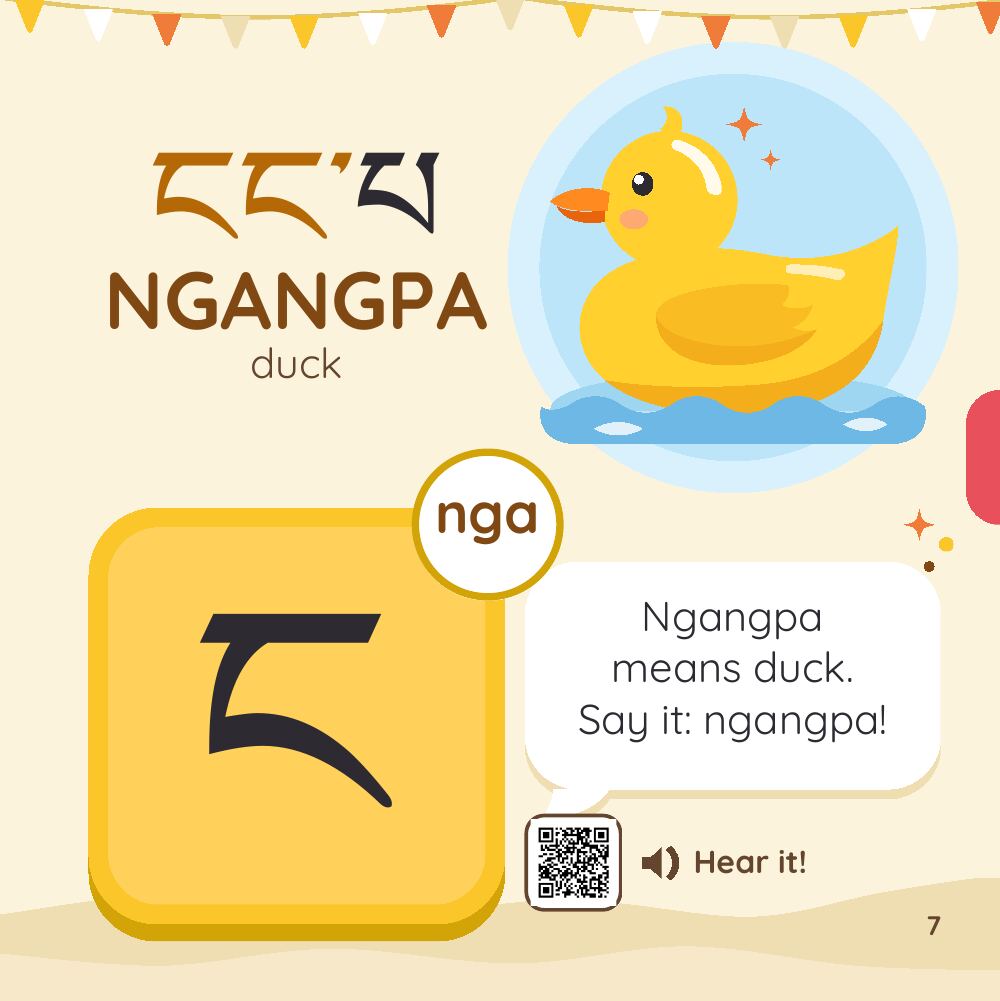 ངང་པ
NGANGPA
duck
nga
ང
Ngangpa
means duck.
Say it: ngangpa!
Hear it!
7